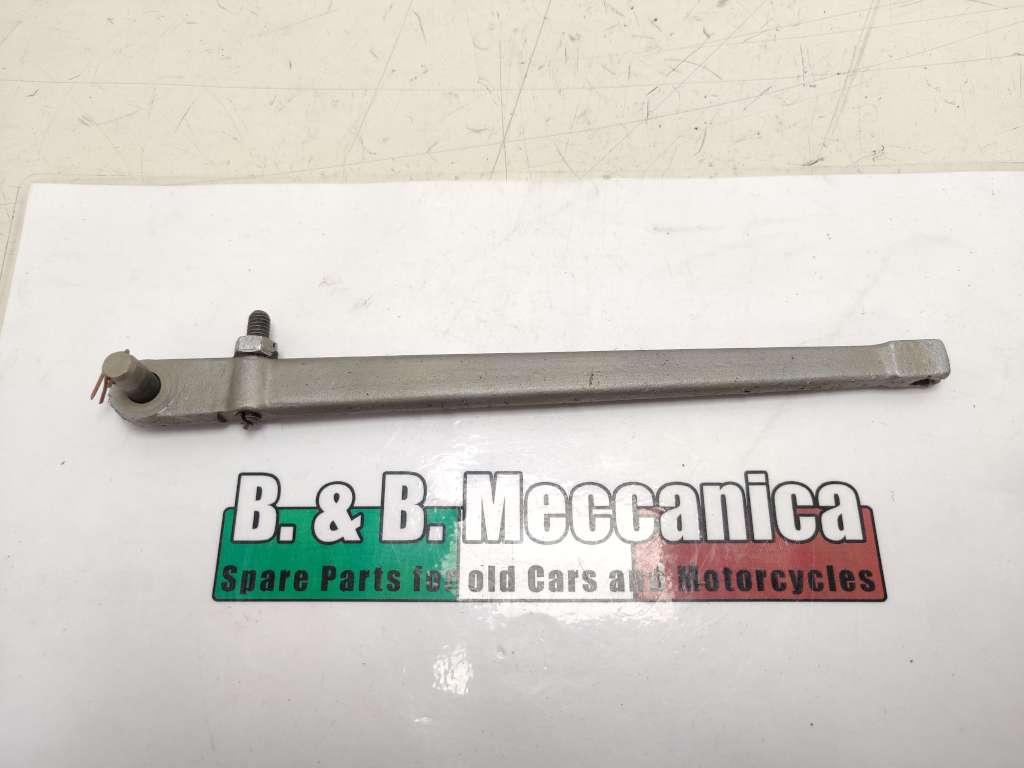 B. & B. Meccanica
Spare Parts for old Cars and Motorcycles